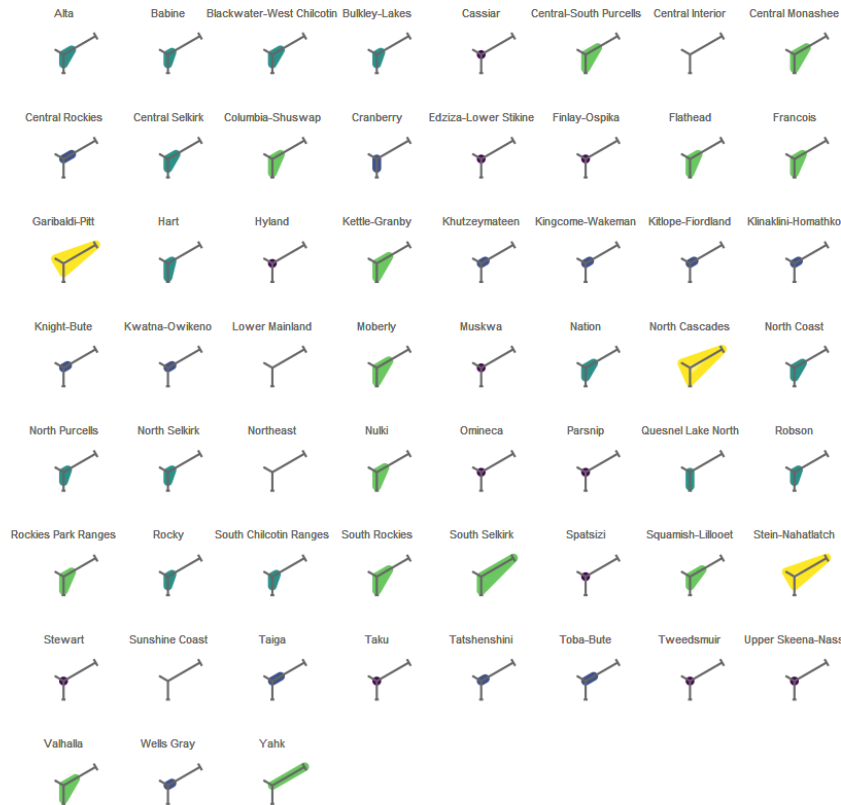 Alta Babine Blackwater-West Chilcotin Bulkley-Lakes Cassiar Central-South Purcells Central Interior Central Monashee
Central Rockies Central Selkirk Columbia-Shuswap Cranberry Edziza-Lower Stikine Finlay-Ospika Flathead Francois
Garibaldi-Pitt Hart Hyland Kettle-Granby Khutzeymateen Kingcome-Wakeman Kitlope-Fiordland Klinaklini-Homathko
Knight-Bute Kwatna-Owikeno Lower Mainland Moberly Muskwa Nation North Cascades North Coast
North Purcells North Selkirk Northeast Nulki Omineca Parsnip Quesnel Lake North Robson
Rockies Park Ranges Rocky South Chilcotin Ranges South Rockies South Selkirk Spatsizi Squamish-Lillooet Stein-Nahatlatch
Stewart Sunshine Coast Taiga Taku Tatshenshini Toba-Bute Tweedsmuir Upper Skeena-Nass
Valhalla Wells Gray Yahk